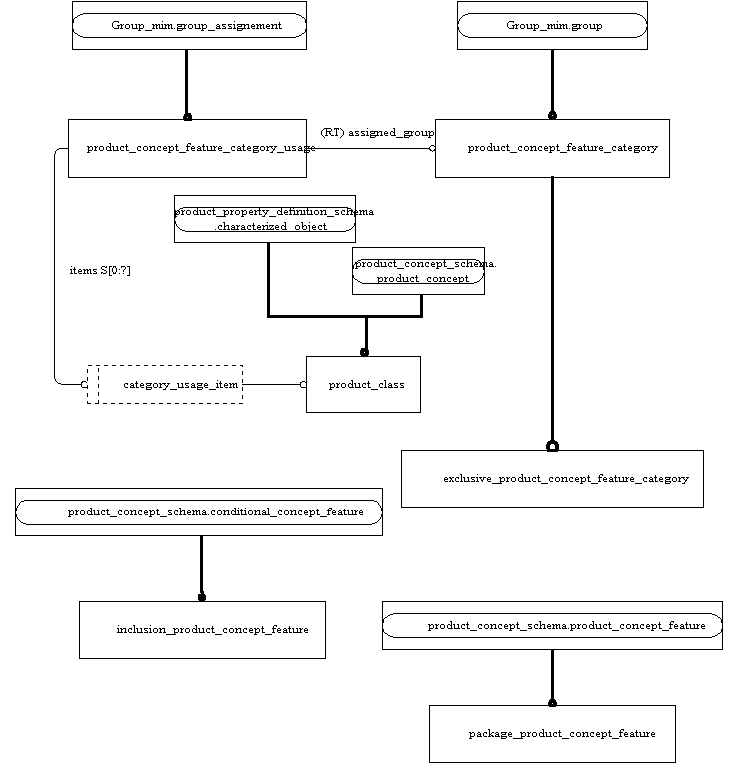 Group_mim.group_assignement
Group_mim.group
(RT) assigned_group
product_concept_feature_category_usage
product_concept_feature_category
product_property_definition_schema
.characterized_object
product_concept_schema.
product_concept
items S[0:?]
category_usage_item
product_class
exclusive_product_concept_feature_category
product_concept_schema.conditional_concept_feature
inclusion_product_concept_feature
product_concept_schema.product_concept_feature
package_product_concept_feature